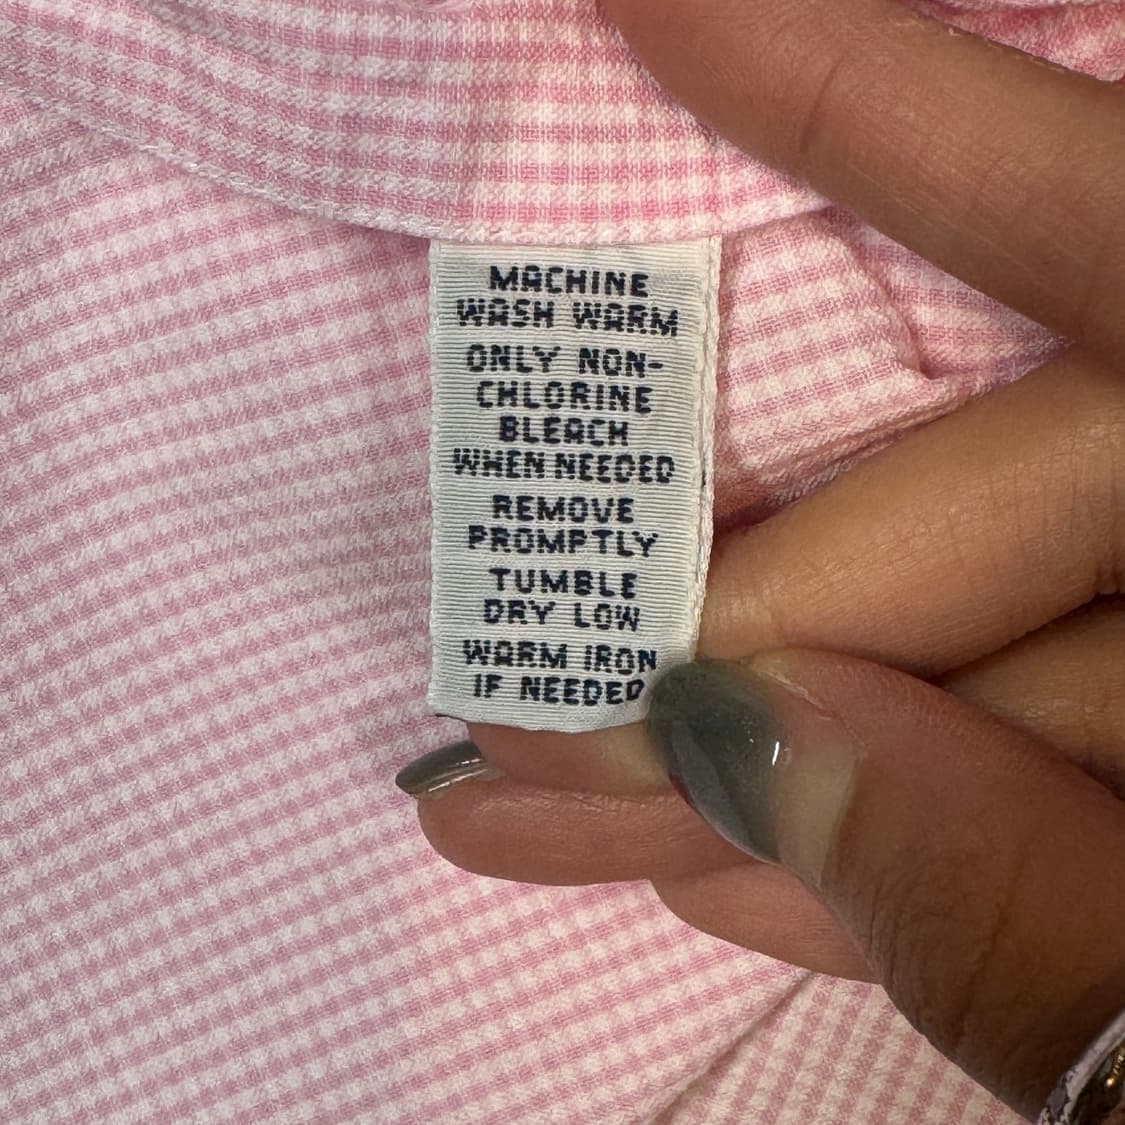 MACHINE
WASH WARM
ONLY NON-
CHLORINE
BLEACH
WHEN NEEDED
REMOVE
PROMPTLY
TUMBLE
DRY LOW
WARM IRON
IF NEEDED